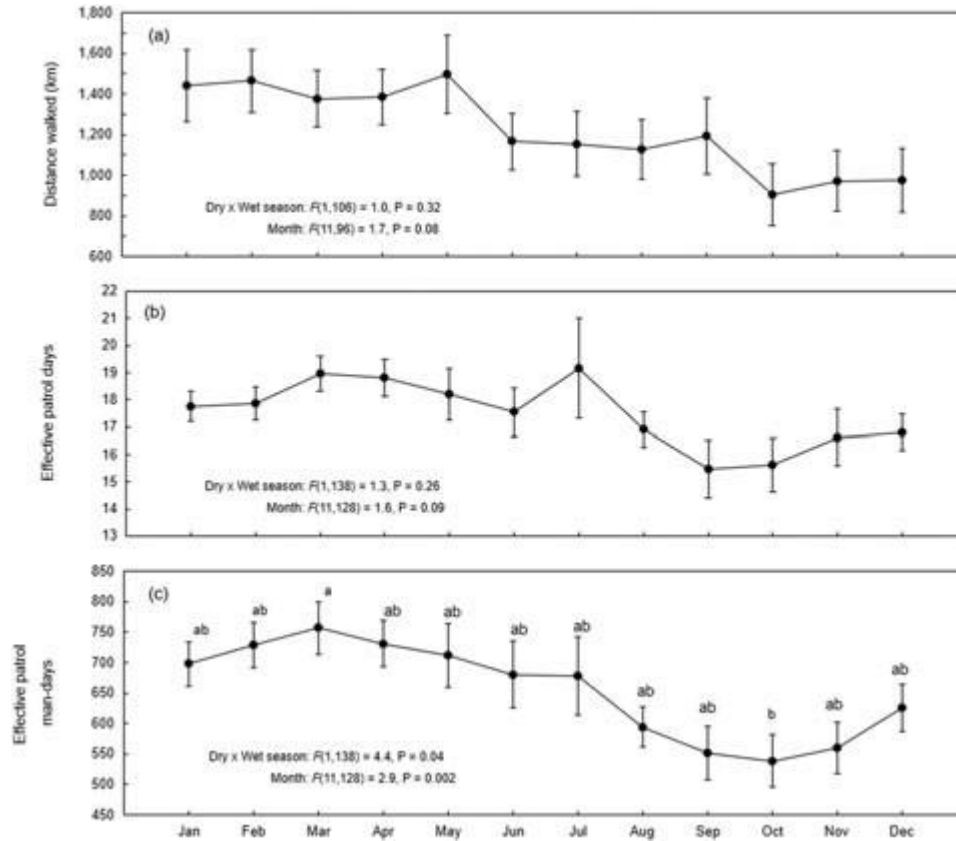 (a)
Distance walked (km)
1,800
1,600
1,400
1,200
1,000
800
600
Dry x Wet season: F(1,106) = 1.0, P = 0.32
Month: F(11,96) = 1.7, P = 0.08
(b)
Effective patrol days
22
21
20
19
18
17
16
15
14
13
Dry x Wet season: F(1,138) = 1.3, P = 0.26
Month: F(11,128) = 1.6, P = 0.09
(c)
Effective patrol
man-days
850
800
750
700
650
600
550
500
450
ab ab a ab ab ab ab ab ab b ab ab
Dry x Wet season: F(1,138) = 4.4, P = 0.04
Month: F(11,128) = 2.9, P = 0.002
Jan Feb Mar Apr May Jun Jul Aug Sep Oct Nov Dec